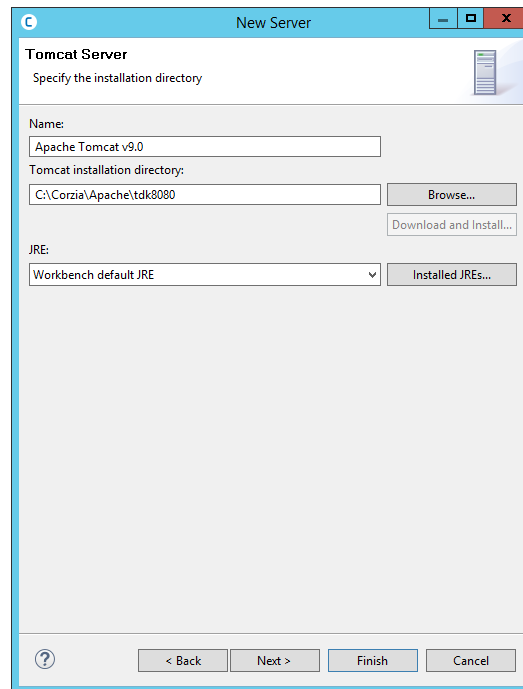 C
New Server
X
Tomcat Server
Specify the installation directory
Name:
Apache Tomcat v9.0
Tomcat installation directory:
C:\Corzia\Apache\tdk8080
Browse...
Download and Install...
JRE:
Workbench default JRE
Installed JREs...
?
< Back
Next >
Finish
Cancel